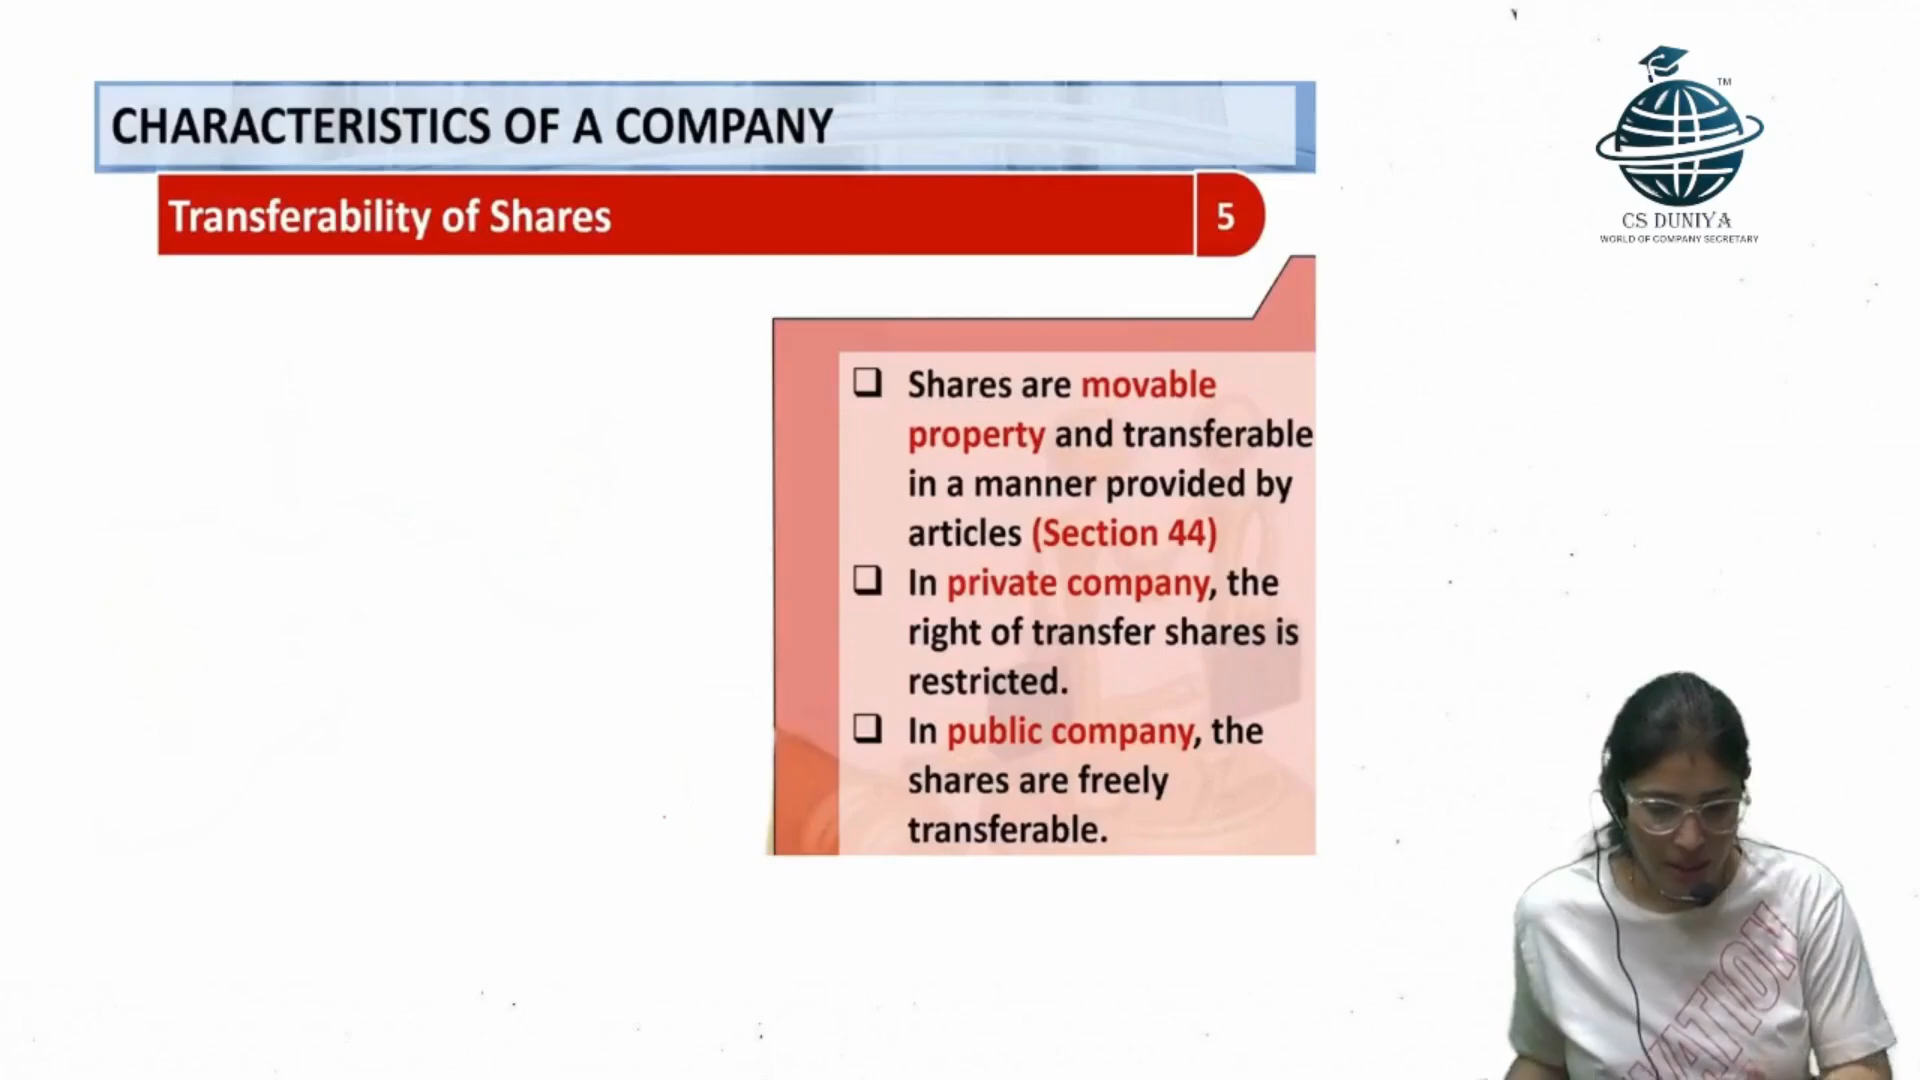 CHARACTERISTICS OF A COMPANY
Transferability of Shares
5
Shares are movable
property and transferable
in a manner provided by
articles (Section 44)
In private company, the
right of transfer shares is
restricted.
In public company, the
shares are freely
transferable.
TM
CS DUNIYA
WORLD OF COMPANY SECRETARY
VATION